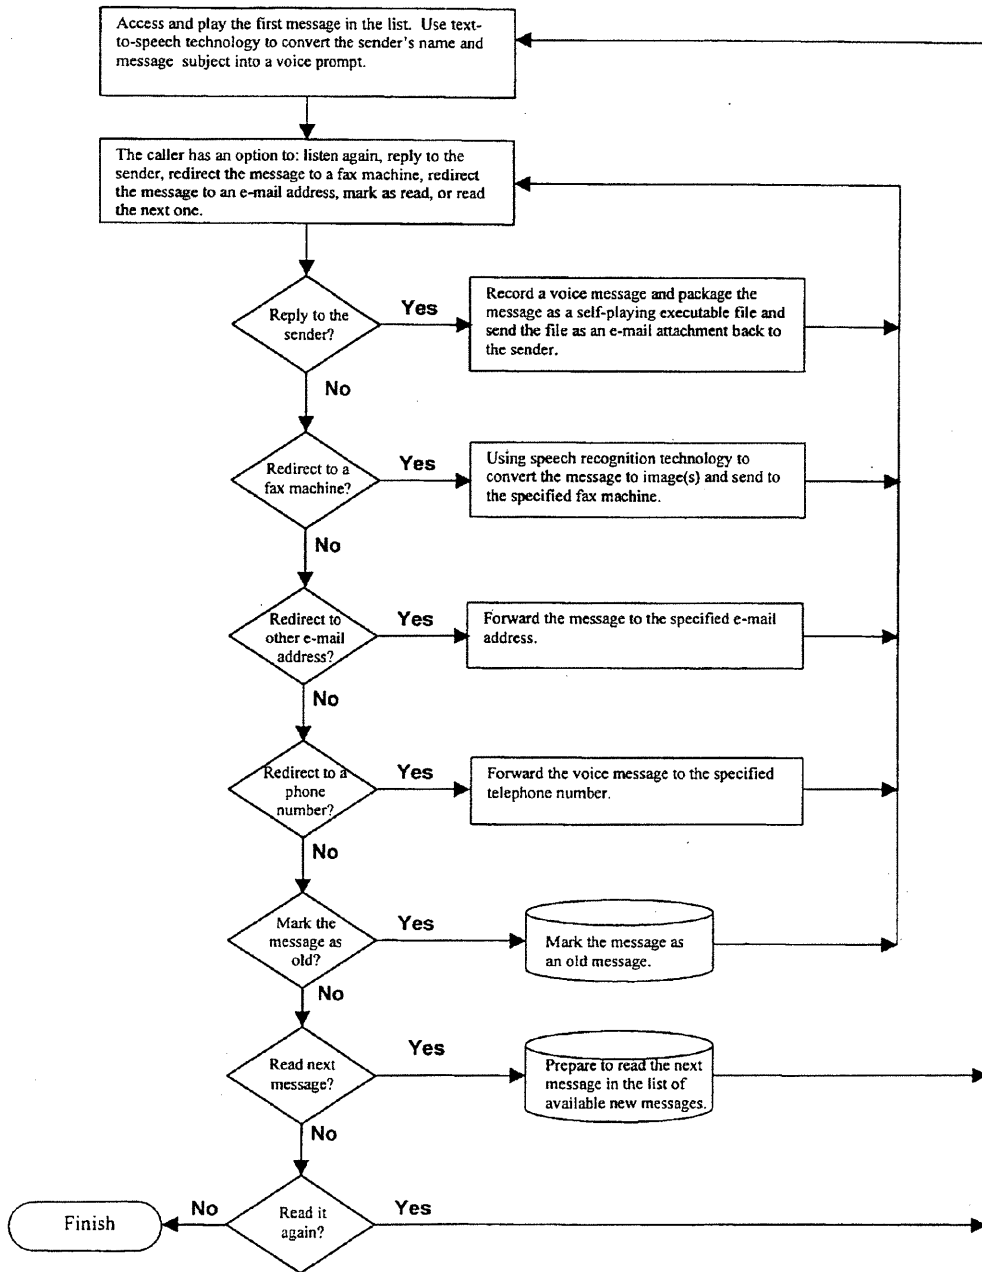 Access and play the first message in the list. Use text-
to-speech technology to convert the sender's name and
message subject into a voice prompt.
The caller has an option to: listen again, reply to the
sender, redirect the message to a fax machine, redirect
the message to an e-mail address, mark as read, or read
the next one.
Reply to the
sender?
Yes
Record a voice message and package the
message as a self-playing executable file and
send the file as an e-mail attachment back to
the sender.
No
Redirect to a
fax machine?
Yes
Using speech recognition technology to
convert the message to image(s) and send to
the specified fax machine.
No
Redirect to
other e-mail
address?
Yes
Forward the message to the specified e-mail
address.
No
Redirect to a
phone
number?
Yes
Forward the voice message to the specified
telephone number.
No
Mark the
message as
old?
Yes
Mark the message as
an old message.
No
Read next
message?
Yes
Prepare to read the next
message in the list of
available new messages.
No
Read it
again?
Yes
No
Finish